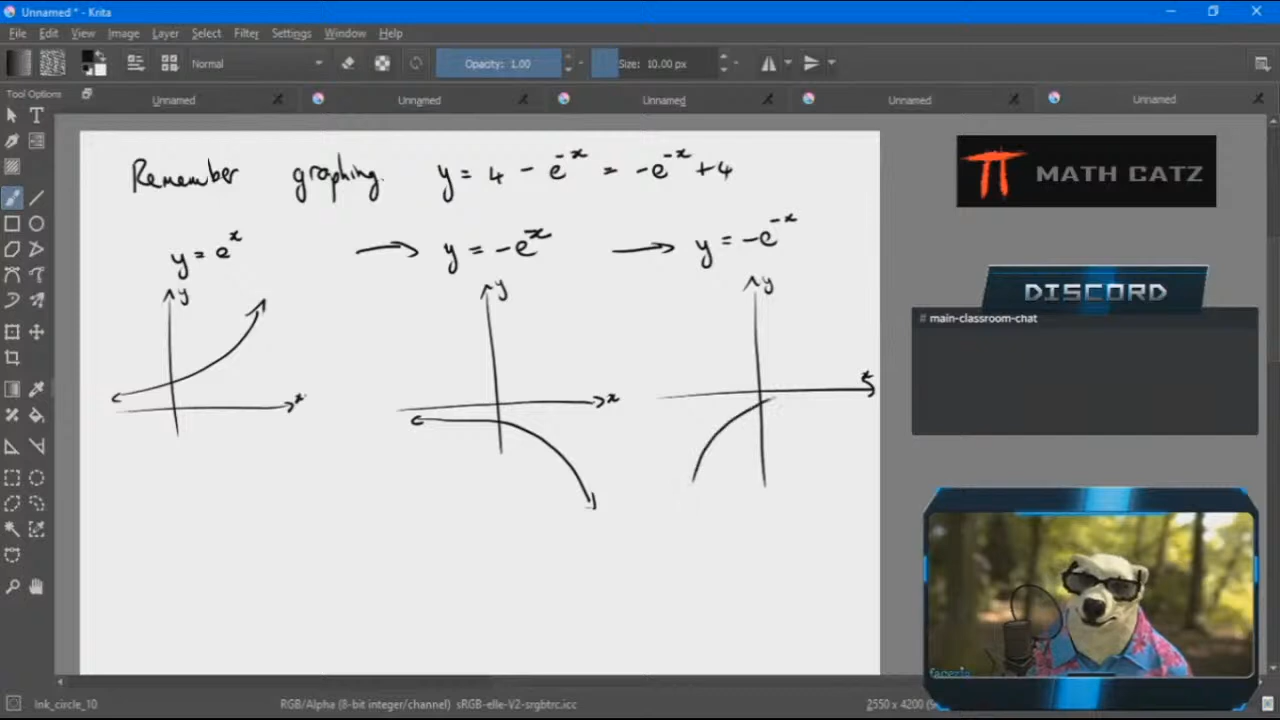 Unnamed * - Krita
File Edit View Image Layer Select Filter Settings Window Help
Normal Opacity: 1.00 Size: 10.00 px
Tool Options
Unnamed Unnamed Unnamed Unnamed Unnamed
Remember graphing. y = 4 - e^-x = -e^-x + 4
y = e^x → y = -e^x → y = -e^-x
y y y
x x x
π MATH CATZ
DISCORD
# main-classroom-chat
facerig
Ink_circle_10 RGB/Alpha (8-bit integer/channel) sRGB-elle-V2-srgbtrc.icc 2550 x 4200